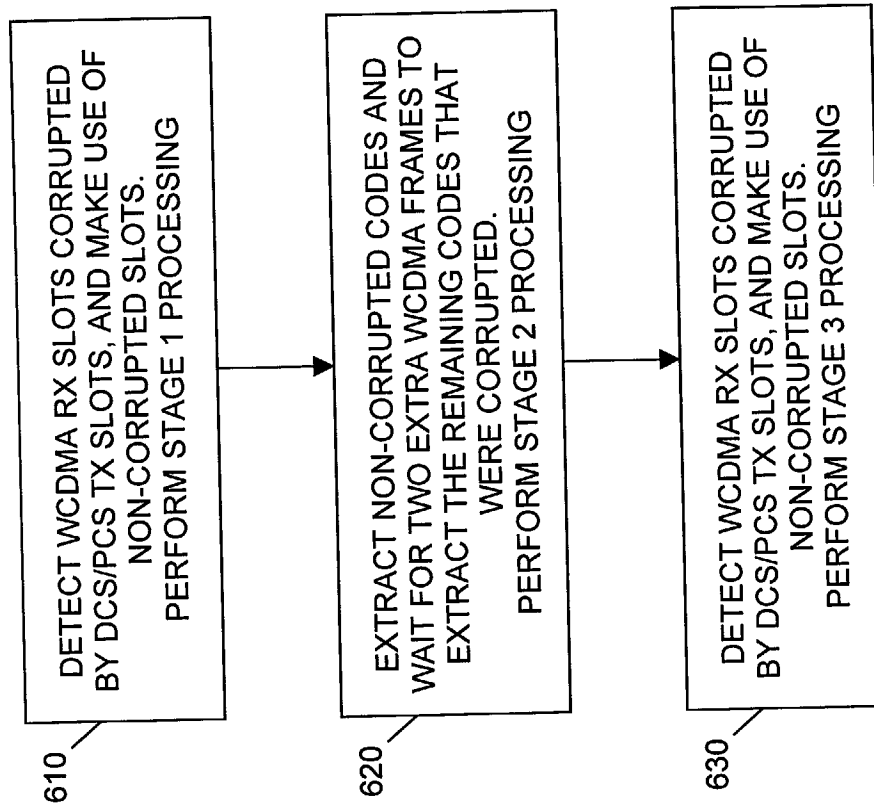 DETECT WCDMA RX SLOTS CORRUPTED
BY DCS/PCS TX SLOTS, AND MAKE USE OF
NON-CORRUPTED SLOTS.
PERFORM STAGE 1 PROCESSING
610
EXTRACT NON-CORRUPTED CODES AND
WAIT FOR TWO EXTRA WCDMA FRAMES TO
EXTRACT THE REMAINING CODES THAT
WERE CORRUPTED.
PERFORM STAGE 2 PROCESSING
620
DETECT WCDMA RX SLOTS CORRUPTED
BY DCS/PCS TX SLOTS, AND MAKE USE OF
NON-CORRUPTED SLOTS.
PERFORM STAGE 3 PROCESSING
630